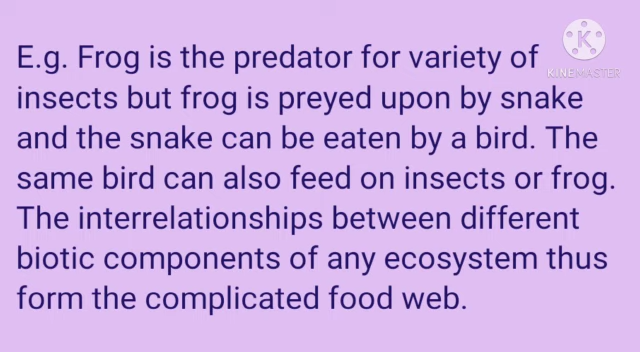 E.g. Frog is the predator for variety of
insects but frog is preyed upon by snake
and the snake can be eaten by a bird. The
same bird can also feed on insects or frog.
The interrelationships between different
biotic components of any ecosystem thus
form the complicated food web.
K
KINEMASTER